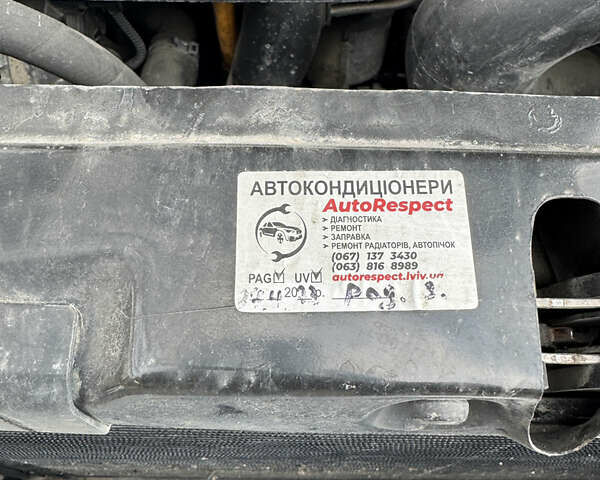 АВТОКОНДИЦІОНЕРИ
AutoRespect
> ДІАГНОСТИКА
> РЕМОНТ
> ЗАПРАВКА
> РЕМОНТ РАДІАТОРІВ, АВТОПІЧОК
(067) 137 3430
(063) 816 8989
PAG UV autorespect.lviv.ua